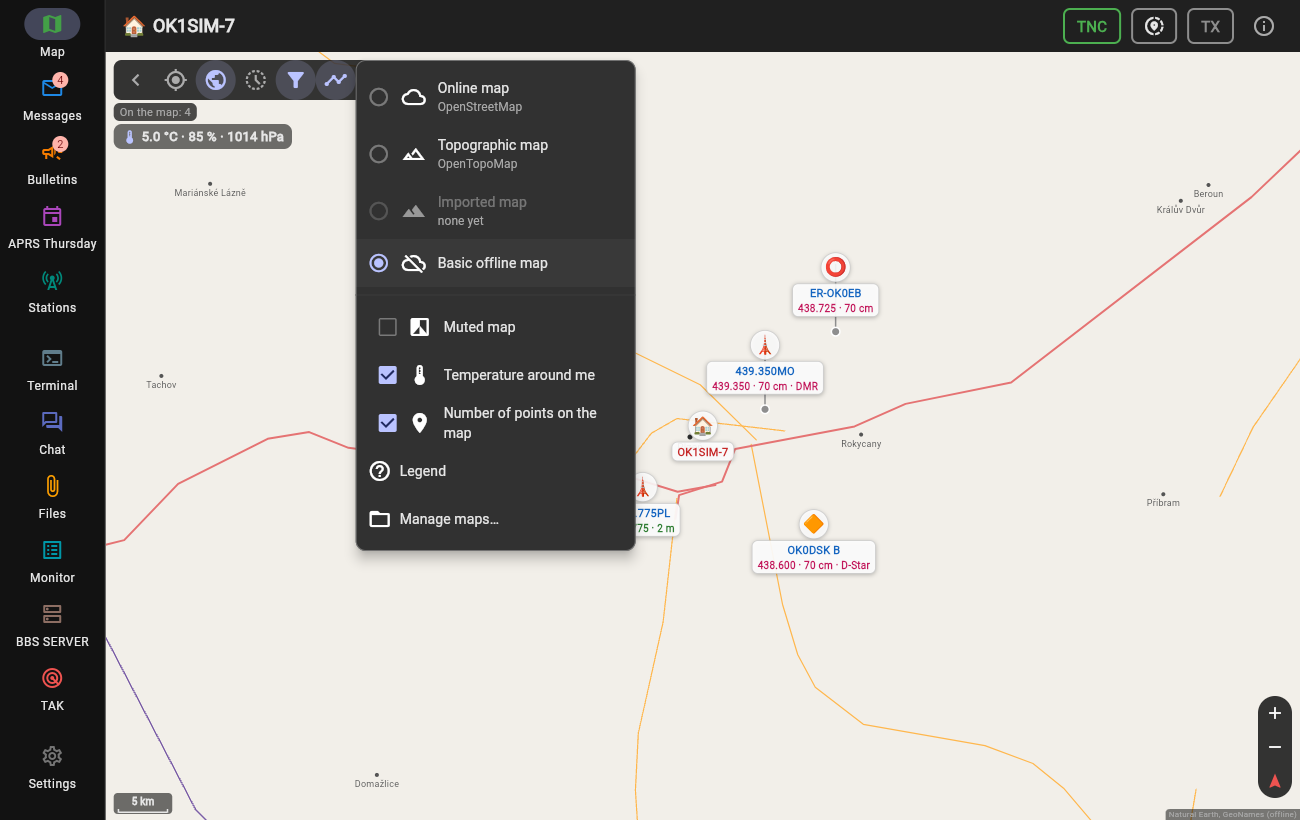 OK1SIM-7
TNC
TX
Map
4
Messages
2
Bulletins
APRS Thursday
Stations
Terminal
Chat
Files
Monitor
BBS SERVER
TAK
Settings
On the map: 4
5.0 °C · 85 % · 1014 hPa
Online map
OpenStreetMap
Topographic map
OpenTopoMap
Imported map
none yet
Basic offline map
Muted map
Temperature around me
Number of points on the
map
Legend
Manage maps…
Mariánské Lázně
Tachov
Domažlice
Beroun
Králův Dvůr
ER-OK0EB
438.725 · 70 cm
439.350MO
439.350 · 70 cm · DMR
OK1SIM-7
Rokycany
.775PL
75 · 2 m
OK0DSK B
438.600 · 70 cm · D-Star
Příbram
5 km
Natural Earth, GeoNames (offline)